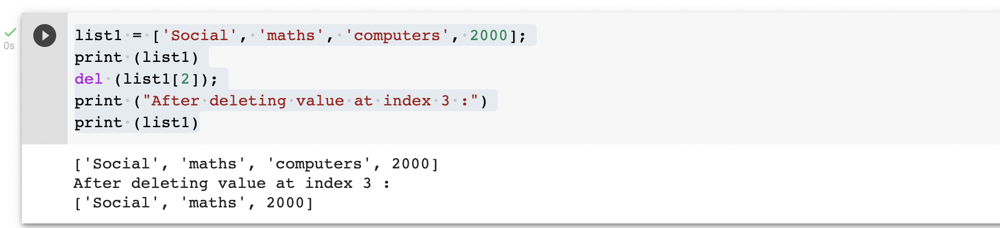 0s
list1 = ['Social', 'maths', 'computers', 2000];
print (list1)
del (list1[2]);
print ("After deleting value at index 3 :")
print (list1)
['Social', 'maths', 'computers', 2000]
After deleting value at index 3 :
['Social', 'maths', 2000]